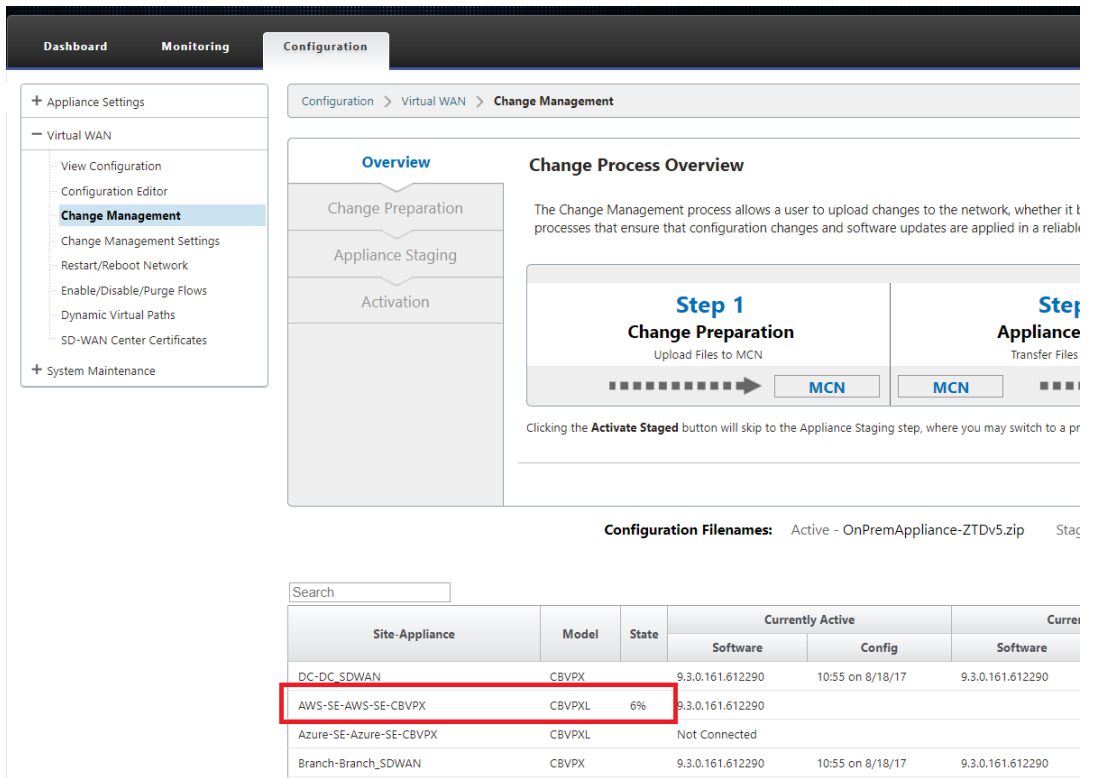 Dashboard Monitoring Configuration
+ Appliance Settings
− Virtual WAN
View Configuration
Configuration Editor
Change Management
Change Management Settings
Restart/Reboot Network
Enable/Disable/Purge Flows
Dynamic Virtual Paths
SD-WAN Center Certificates
+ System Maintenance
Configuration > Virtual WAN > Change Management
Overview
Change Preparation
Appliance Staging
Activation
Change Process Overview
The Change Management process allows a user to upload changes to the network, whether it
processes that ensure that configuration changes and software updates are applied in a
Step 1
Change Preparation
Upload Files to MCN
MCN
Appliance
Transfer Files
MCN
Clicking the Activate Staged button will skip to the Appliance Staging step, where you may switch to a
Configuration Filenames: Active - OnPremAppliance-ZTDv5.zip
Search
Site-Appliance Model State Currently Active
Software Config Software
DC-DC_SDWAN CBVPX 9.3.0.161.612290 10:55 on 8/18/17 9.3.0.161.612290
AWS-SE-AWS-SE-CBVPX CBVPXL 6% 9.3.0.161.612290
Azure-SE-Azure-SE-CBVPX CBVPXL Not Connected
Branch-Branch_SDWAN CBVPX 9.3.0.161.612290 10:55 on 8/18/17 9.3.0.161.612290